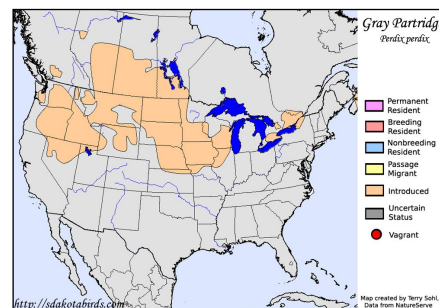 Gray Partridg
Perdix perdix
Permanent
Resident
Breeding
Resident
Nonbreeding
Resident
Passage
Migrant
Introduced
Uncertain
Status
Vagrant
http://sdakotabirds.com
Map created by Terry Sohl,
Data from NatureServe